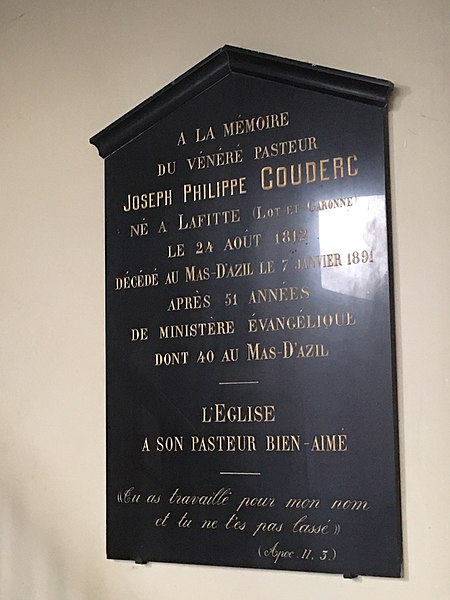 A LA MÉMOIRE
DU VÉNÉRÉ PASTEUR
JOSEPH PHILIPPE COUDERC
NÉ A LAFITTE (LOT-ET-GARONNE)
LE 24 AOÛT 1812
DÉCÉDÉ AU MAS-D'AZIL LE 7 JANVIER 1891
APRÈS 51 ANNÉES
DE MINISTÈRE ÉVANGÉLIQUE
DONT 40 AU MAS-D'AZIL
L'EGLISE
A SON PASTEUR BIEN-AIMÉ
«Tu as travaillé pour mon nom
et tu ne t'es pas lassé»
(Apoc. II. 3.)